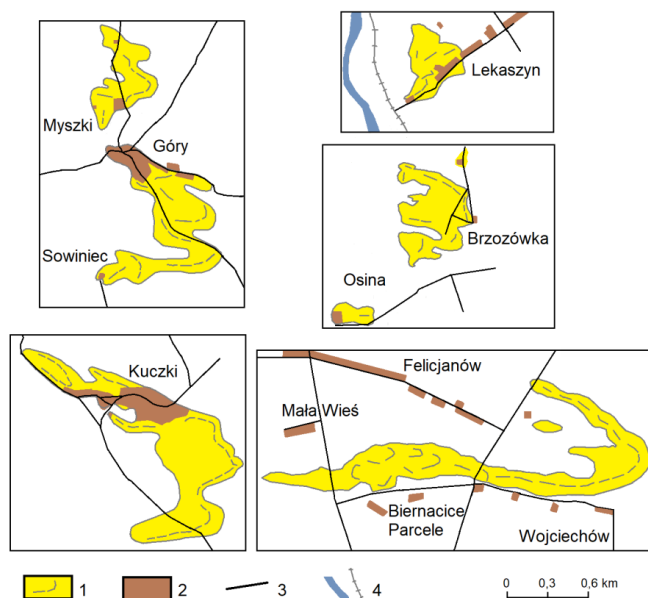 Myszki
Góry
Sowiniec
Lekaszyn
Brzozówka
Osina
Kuczki
Felicjanów
Mała Wieś
Biernacice
Parcele
Wojciechów
1
2
3
4
0 0,3 0,6 km